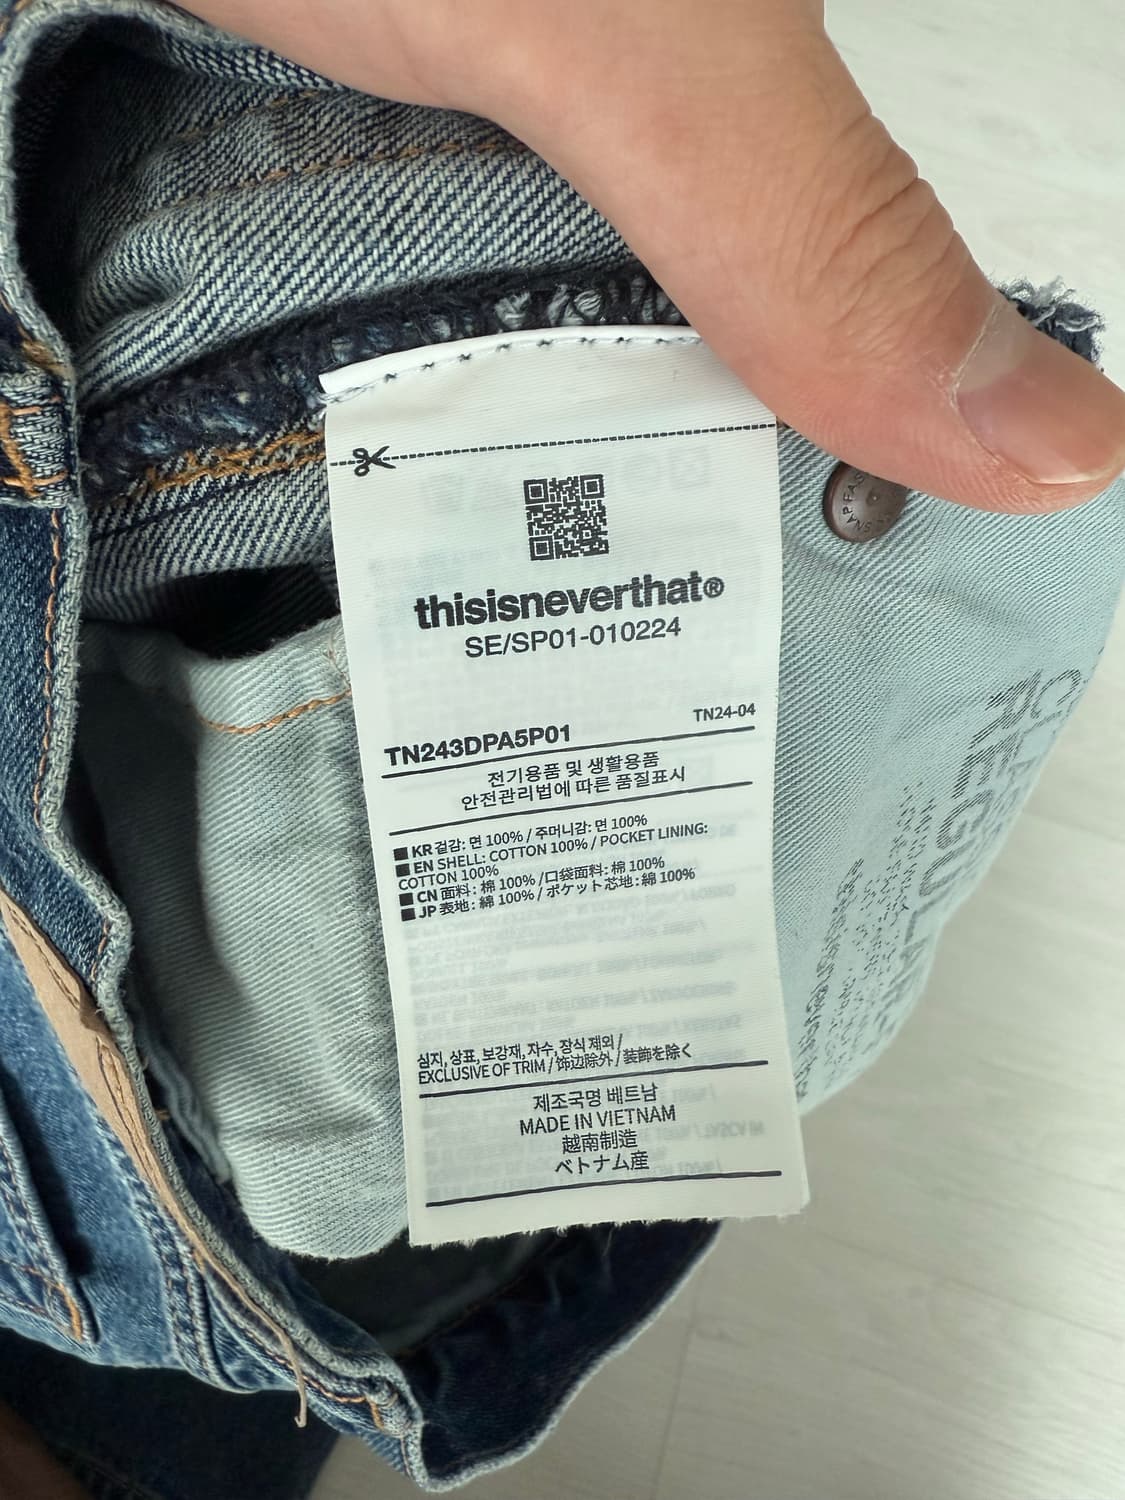 thisisneverthat®
SE/SP01-010224
TN24-04
TN243DPA5P01
전기용품 및 생활용품
안전관리법에 따른 품질표시
■ KR 겉감: 면 100% / 주머니감: 면 100%
■ EN SHELL: COTTON 100% / POCKET LINING:
COTTON 100%
■ CN 面料: 棉 100% /口袋面料: 棉 100%
■ JP 表地: 綿 100% / ポケット芯地: 綿 100%
심지, 상표, 보강재, 자수, 장식 제외 /
EXCLUSIVE OF TRIM / 饰边除外 / 装飾を除く
제조국명 베트남
MADE IN VIETNAM
越南制造
ベトナム産
SNAP FAS
REGULAR